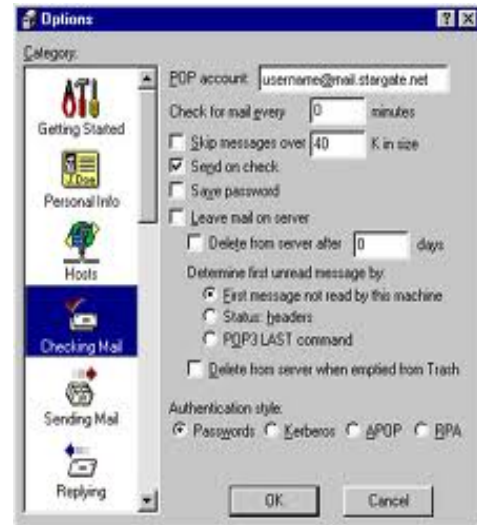 Options
Category:
Getting Started
J.Doe
Personal Info
Hosts
Checking Mail
Sending Mail
Replying
POP account: username@mail.stargate.net
Check for mail every 0 minutes
Skip messages over 40 K in size
Send on check
Save password
Leave mail on server
Delete from server after 0 days
Determine first unread message by:
First message not read by this machine
Status: headers
POP3 LAST command
Delete from server when emptied from Trash
Authentication style:
Passwords Kerberos APOP RPA
OK Cancel